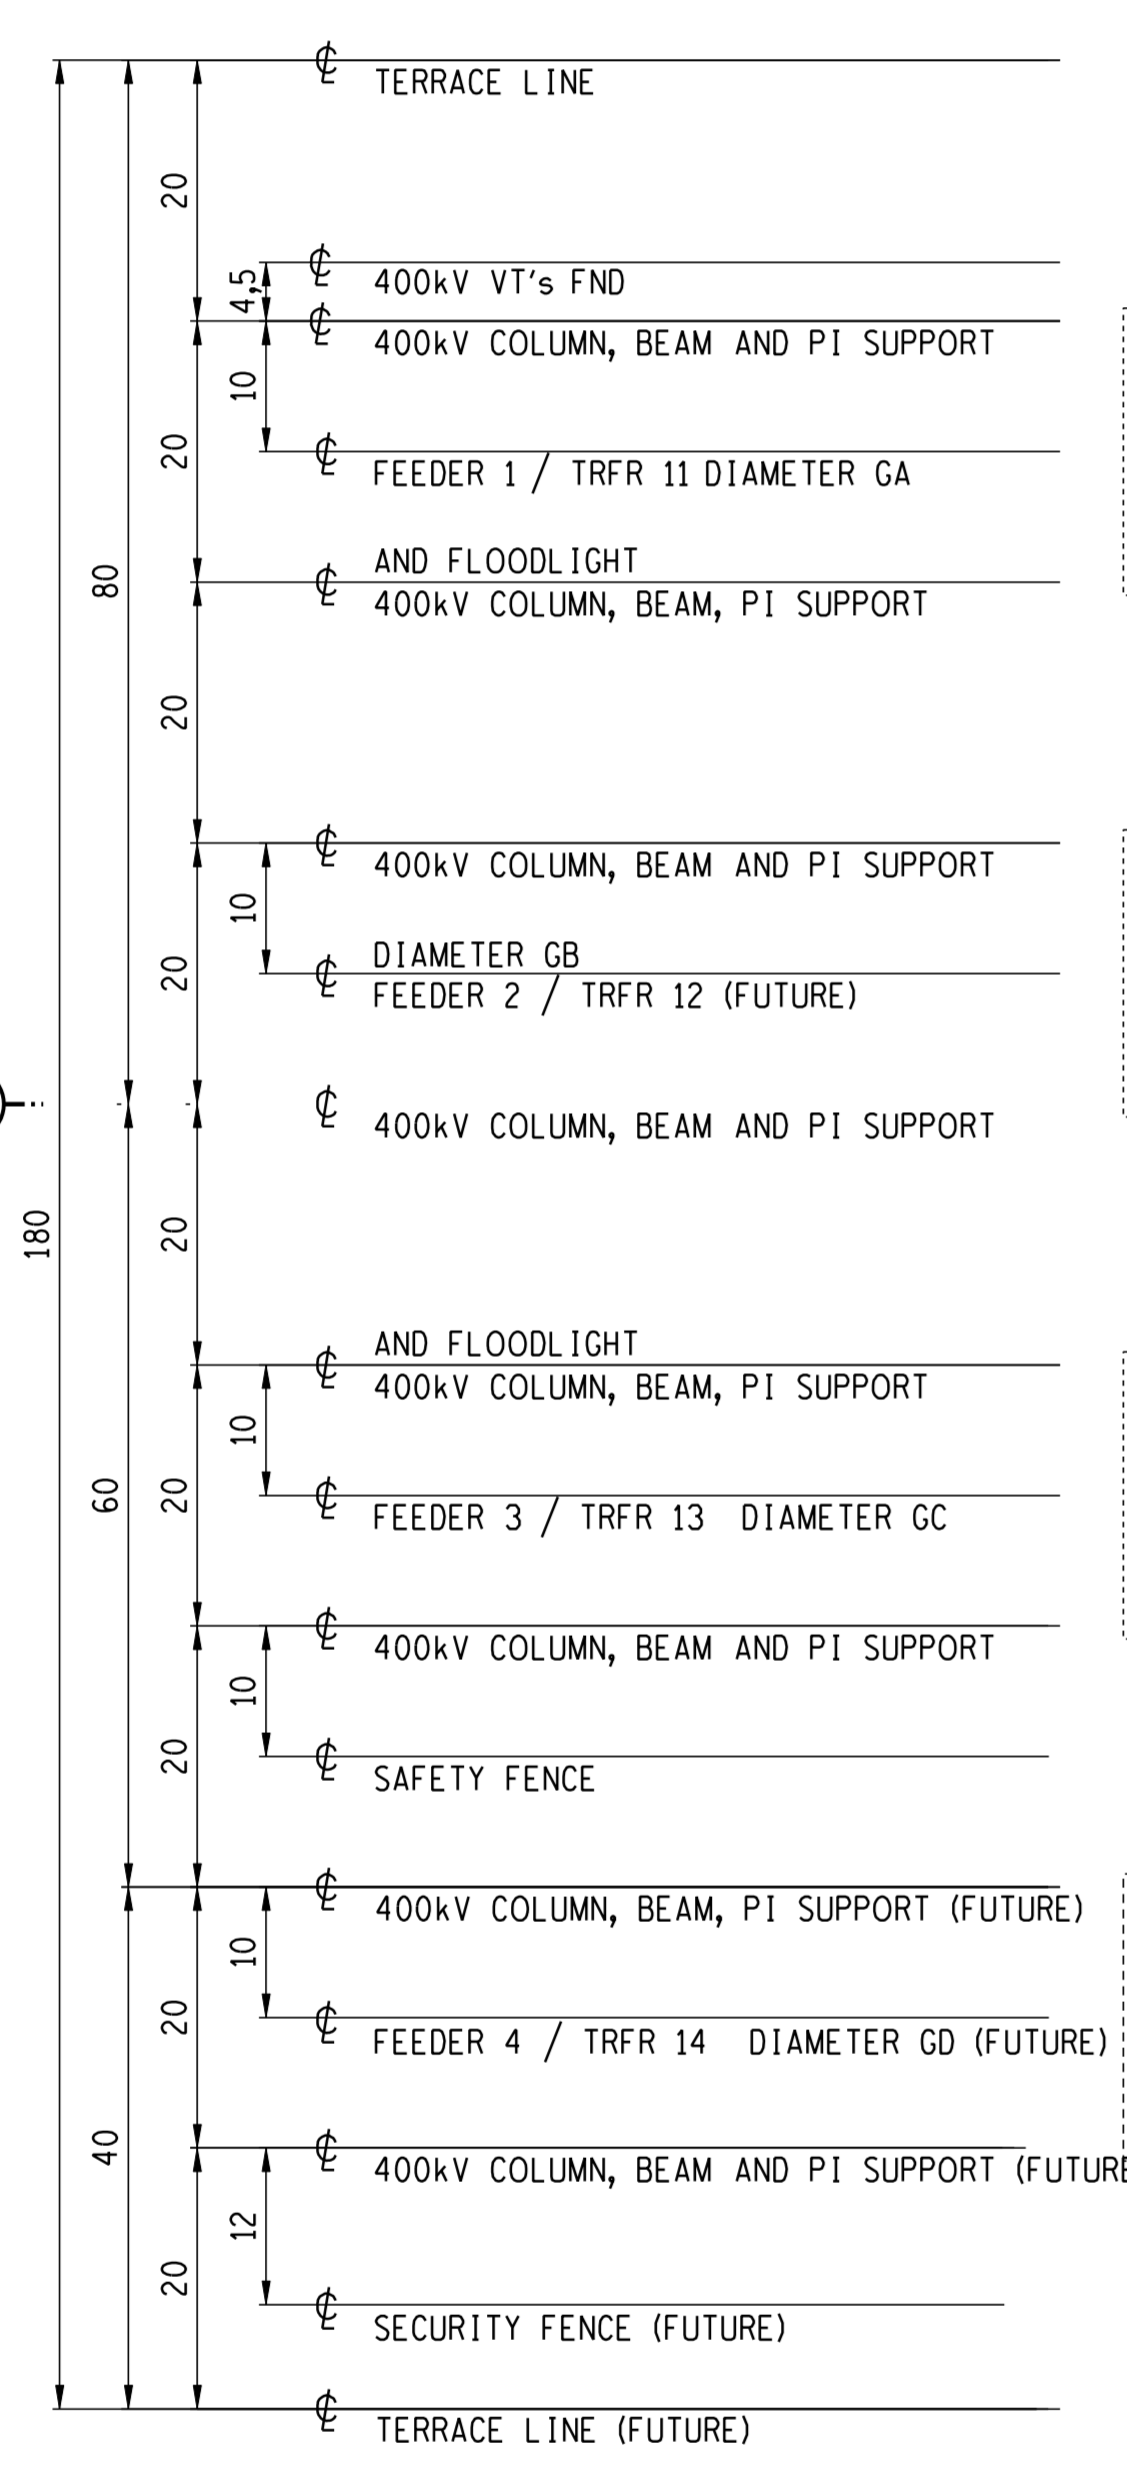 ℄ TERRACE LINE
20
4,5
℄ 400kV VT's FND
℄ 400kV COLUMN, BEAM AND PI SUPPORT
10
20
℄ FEEDER 1 / TRFR 11 DIAMETER GA
AND FLOODLIGHT
80
℄ 400kV COLUMN, BEAM, PI SUPPORT
20
℄ 400kV COLUMN, BEAM AND PI SUPPORT
10
DIAMETER GB
20
℄ FEEDER 2 / TRFR 12 (FUTURE)
℄ 400kV COLUMN, BEAM AND PI SUPPORT
180
20
AND FLOODLIGHT
℄ 400kV COLUMN, BEAM, PI SUPPORT
10
60
20
℄ FEEDER 3 / TRFR 13 DIAMETER GC
℄ 400kV COLUMN, BEAM AND PI SUPPORT
10
20
℄ SAFETY FENCE
℄ 400kV COLUMN, BEAM, PI SUPPORT (FUTURE)
10
20
℄ FEEDER 4 / TRFR 14 DIAMETER GD (FUTURE)
40
℄ 400kV COLUMN, BEAM AND PI SUPPORT (FUTURE
12
20
℄ SECURITY FENCE (FUTURE)
℄ TERRACE LINE (FUTURE)